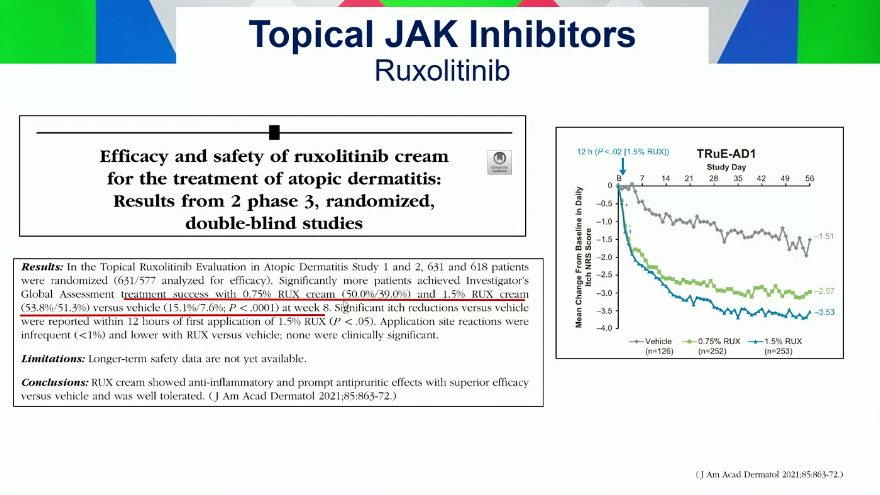 Topical JAK Inhibitors
Ruxolitinib
Efficacy and safety of ruxolitinib cream
for the treatment of atopic dermatitis:
Results from 2 phase 3, randomized,
double-blind studies
Check for
updates
Results: In the Topical Ruxolitinib Evaluation in Atopic Dermatitis Study 1 and 2, 631 and 618 patients
were randomized (631/577 analyzed for efficacy). Significantly more patients achieved Investigator's
Global Assessment treatment success with 0.75% RUX cream (50.0%/39.0%) and 1.5% RUX cream
(53.8%/51.3%) versus vehicle (15.1%/7.6%; P < .0001) at week 8. Significant itch reductions versus vehicle
were reported within 12 hours of first application of 1.5% RUX (P < .05). Application site reactions were
infrequent (<1%) and lower with RUX versus vehicle; none were clinically significant.
Limitations: Longer-term safety data are not yet available.
Conclusions: RUX cream showed anti-inflammatory and prompt antipruritic effects with superior efficacy
versus vehicle and was well tolerated. ( J Am Acad Dermatol 2021;85:863-72.)
12 h (P<.02 [1.5% RUX])
TRuE-AD1
Study Day
B 7 14 21 28 35 42 49 56
Mean Change From Baseline in Daily
Itch NRS Score
0
−0.5
−1.0
−1.5
−2.0
−2.5
−3.0
−3.5
−4.0
−1.51
−2.97
−3.53
Vehicle 0.75% RUX 1.5% RUX
(n=126) (n=252) (n=253)
( J Am Acad Dermatol 2021;85:863-72.)